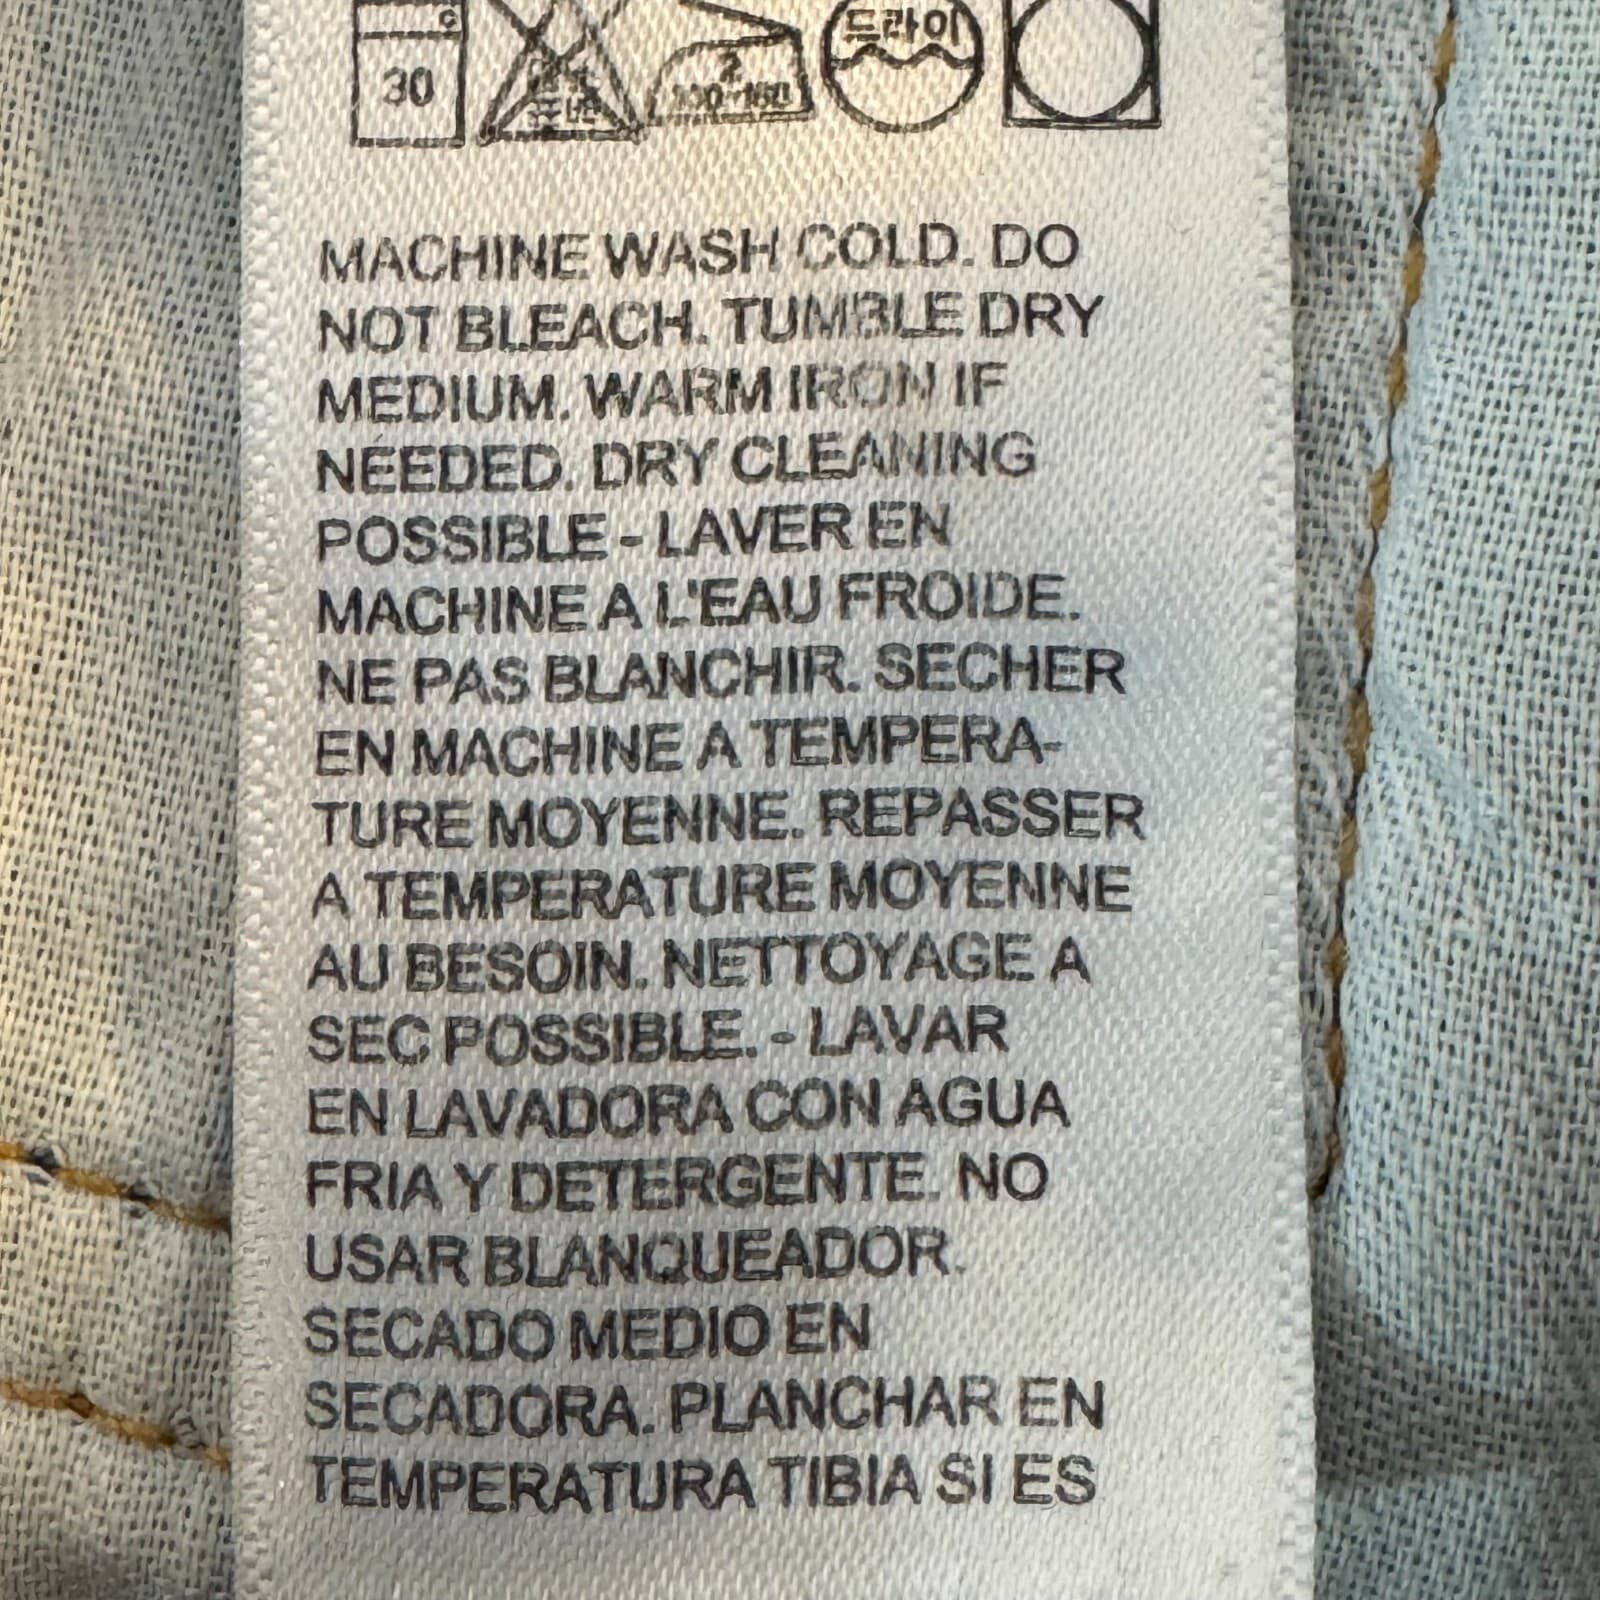 30
드라이
MACHINE WASH COLD. DO
NOT BLEACH. TUMBLE DRY
MEDIUM. WARM IRON IF
NEEDED. DRY CLEANING
POSSIBLE - LAVER EN
MACHINE A L'EAU FROIDE.
NE PAS BLANCHIR. SECHER
EN MACHINE A TEMPERA-
TURE MOYENNE. REPASSER
A TEMPERATURE MOYENNE
AU BESOIN. NETTOYAGE A
SEC POSSIBLE. - LAVAR
EN LAVADORA CON AGUA
FRIA Y DETERGENTE. NO
USAR BLANQUEADOR.
SECADO MEDIO EN
SECADORA. PLANCHAR EN
TEMPERATURA TIBIA SI ES